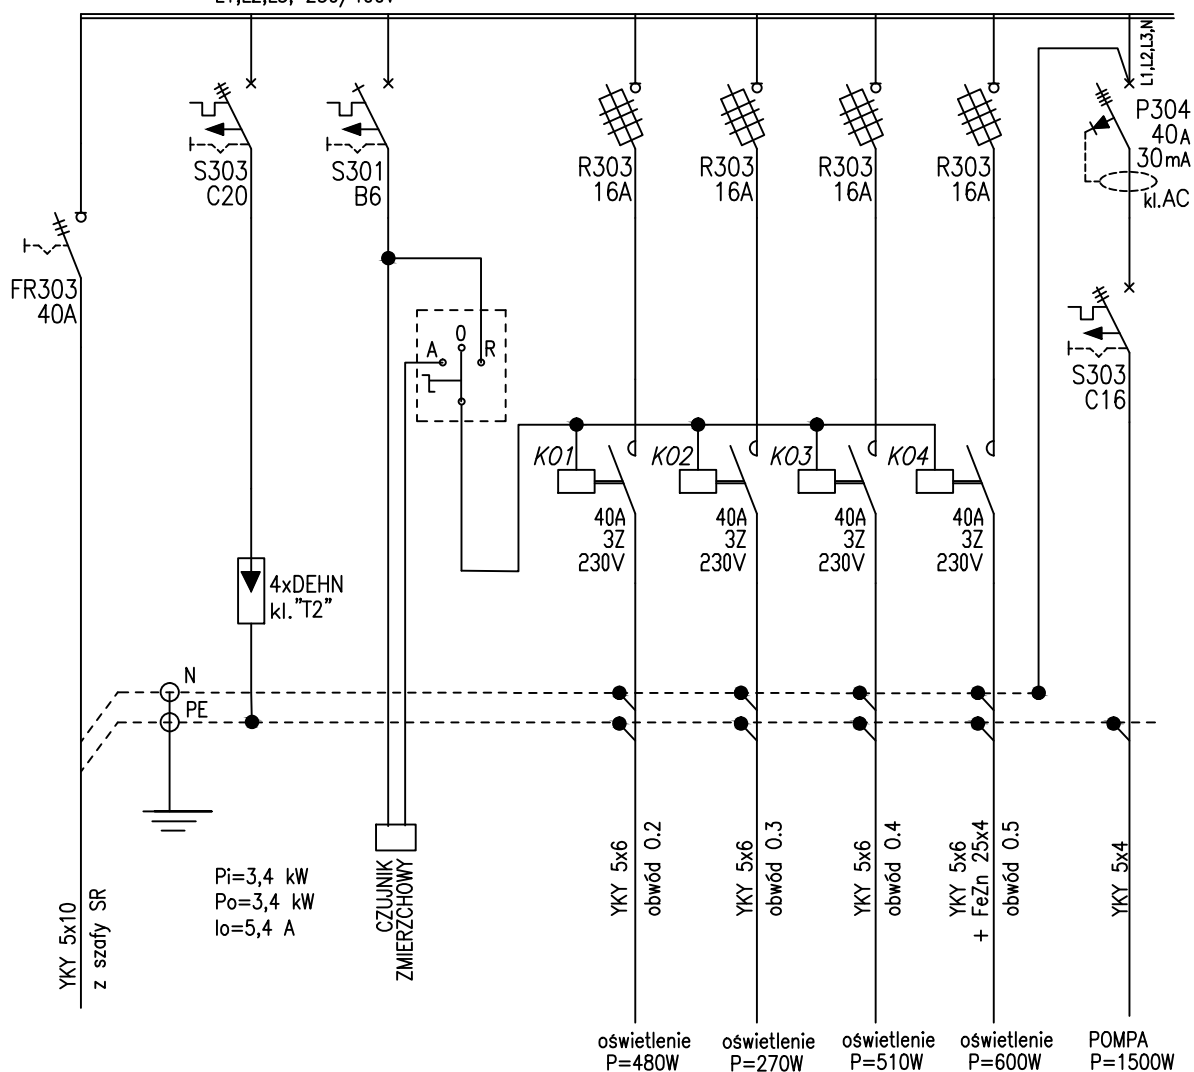 L1,L2,L3, 230/400V
L1,L2,L3,N
S303
C20
S301
B6
R303
16A
R303
16A
R303
16A
R303
16A
P304
40A
30mA
kl.AC
FR303
40A
A
0
R
S303
C16
K01
K02
K03
K04
40A
3Z
230V
40A
3Z
230V
40A
3Z
230V
40A
3Z
230V
4xDEHN
kl."T2"
N
PE
Pi=3,4 kW
Po=3,4 kW
Io=5,4 A
YKY 5x10
z szafy SR
CZUJNIK
ZMIERZCHOWY
YKY 5x6
obwód 0.2
YKY 5x6
obwód 0.3
YKY 5x6
obwód 0.4
YKY 5x6
+ FeZn 25x4
obwód 0.5
YKY 5x4
oświetlenie
P=480W
oświetlenie
P=270W
oświetlenie
P=510W
oświetlenie
P=600W
POMPA
P=1500W